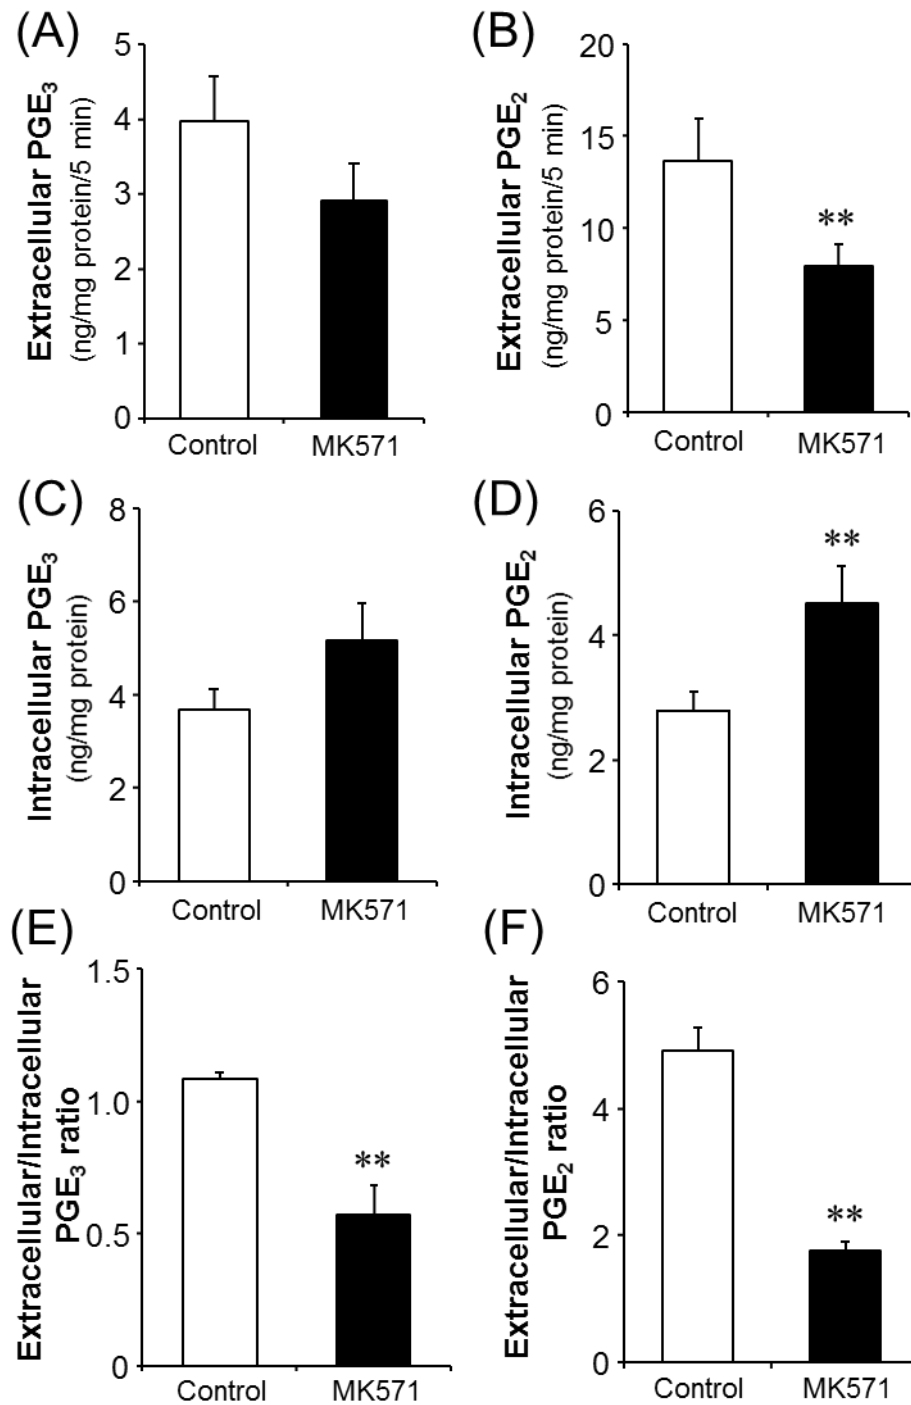 (A)
Extracellular PGE₃
(ng/mg protein/5 min)
5
4
3
2
1
0
Control
MK571
(B)
Extracellular PGE₂
(ng/mg protein/5 min)
20
15
10
5
0
**
Control
MK571
(C)
Intracellular PGE₃
(ng/mg protein)
8
6
4
2
0
Control
MK571
(D)
Intracellular PGE₂
(ng/mg protein)
6
4
2
0
**
Control
MK571
(E)
Extracellular/Intracellular
PGE₃ ratio
1.5
1.0
0.5
0
**
Control
MK571
(F)
Extracellular/Intracellular
PGE₂ ratio
6
4
2
0
**
Control
MK571